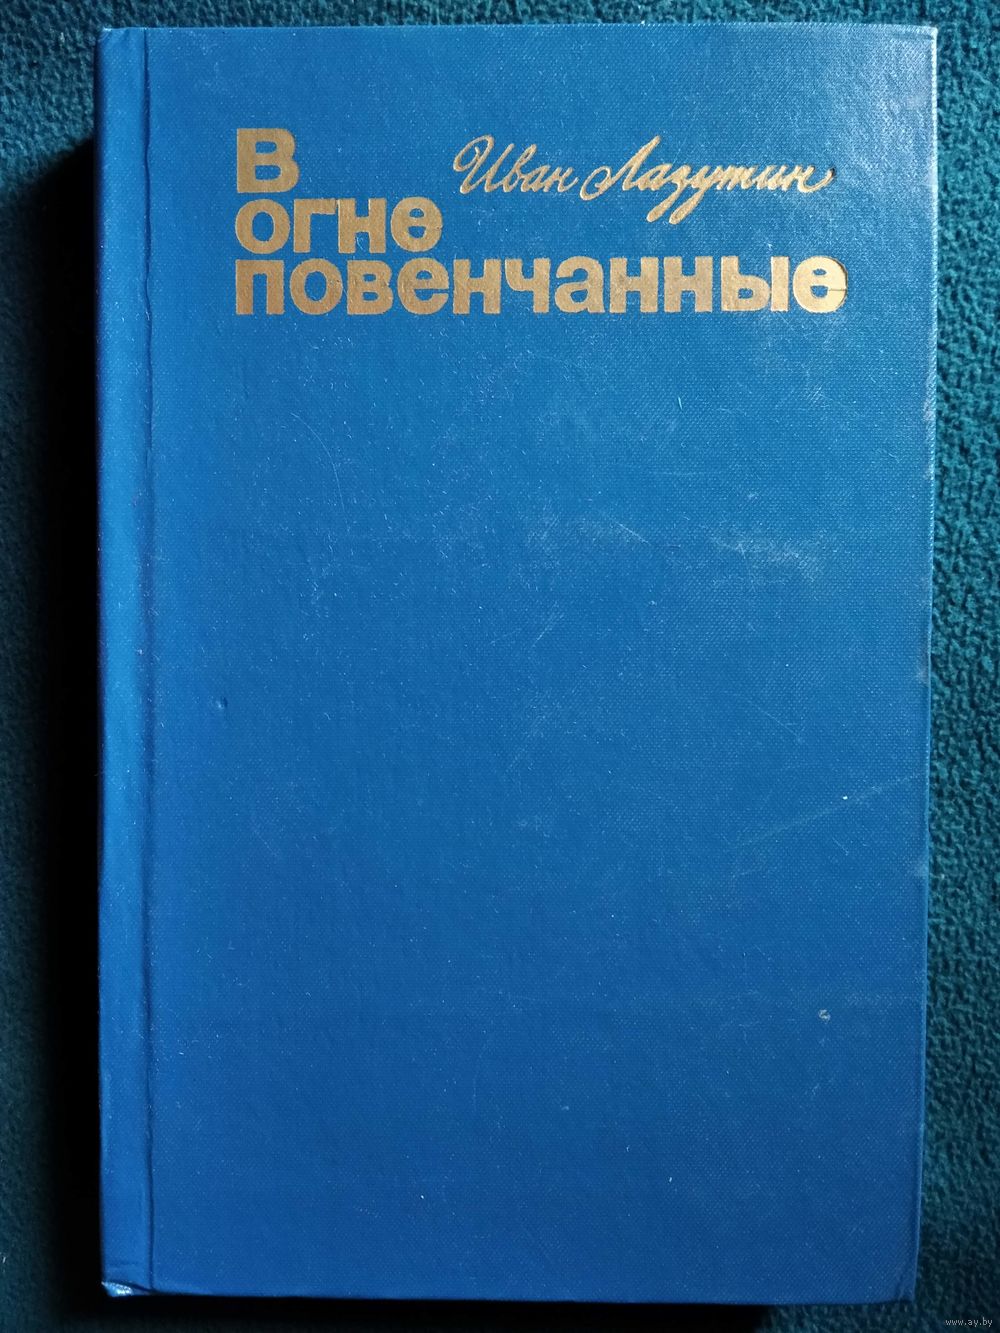 В
Иван Лазутин
огне
повенчанные
www.ay.by